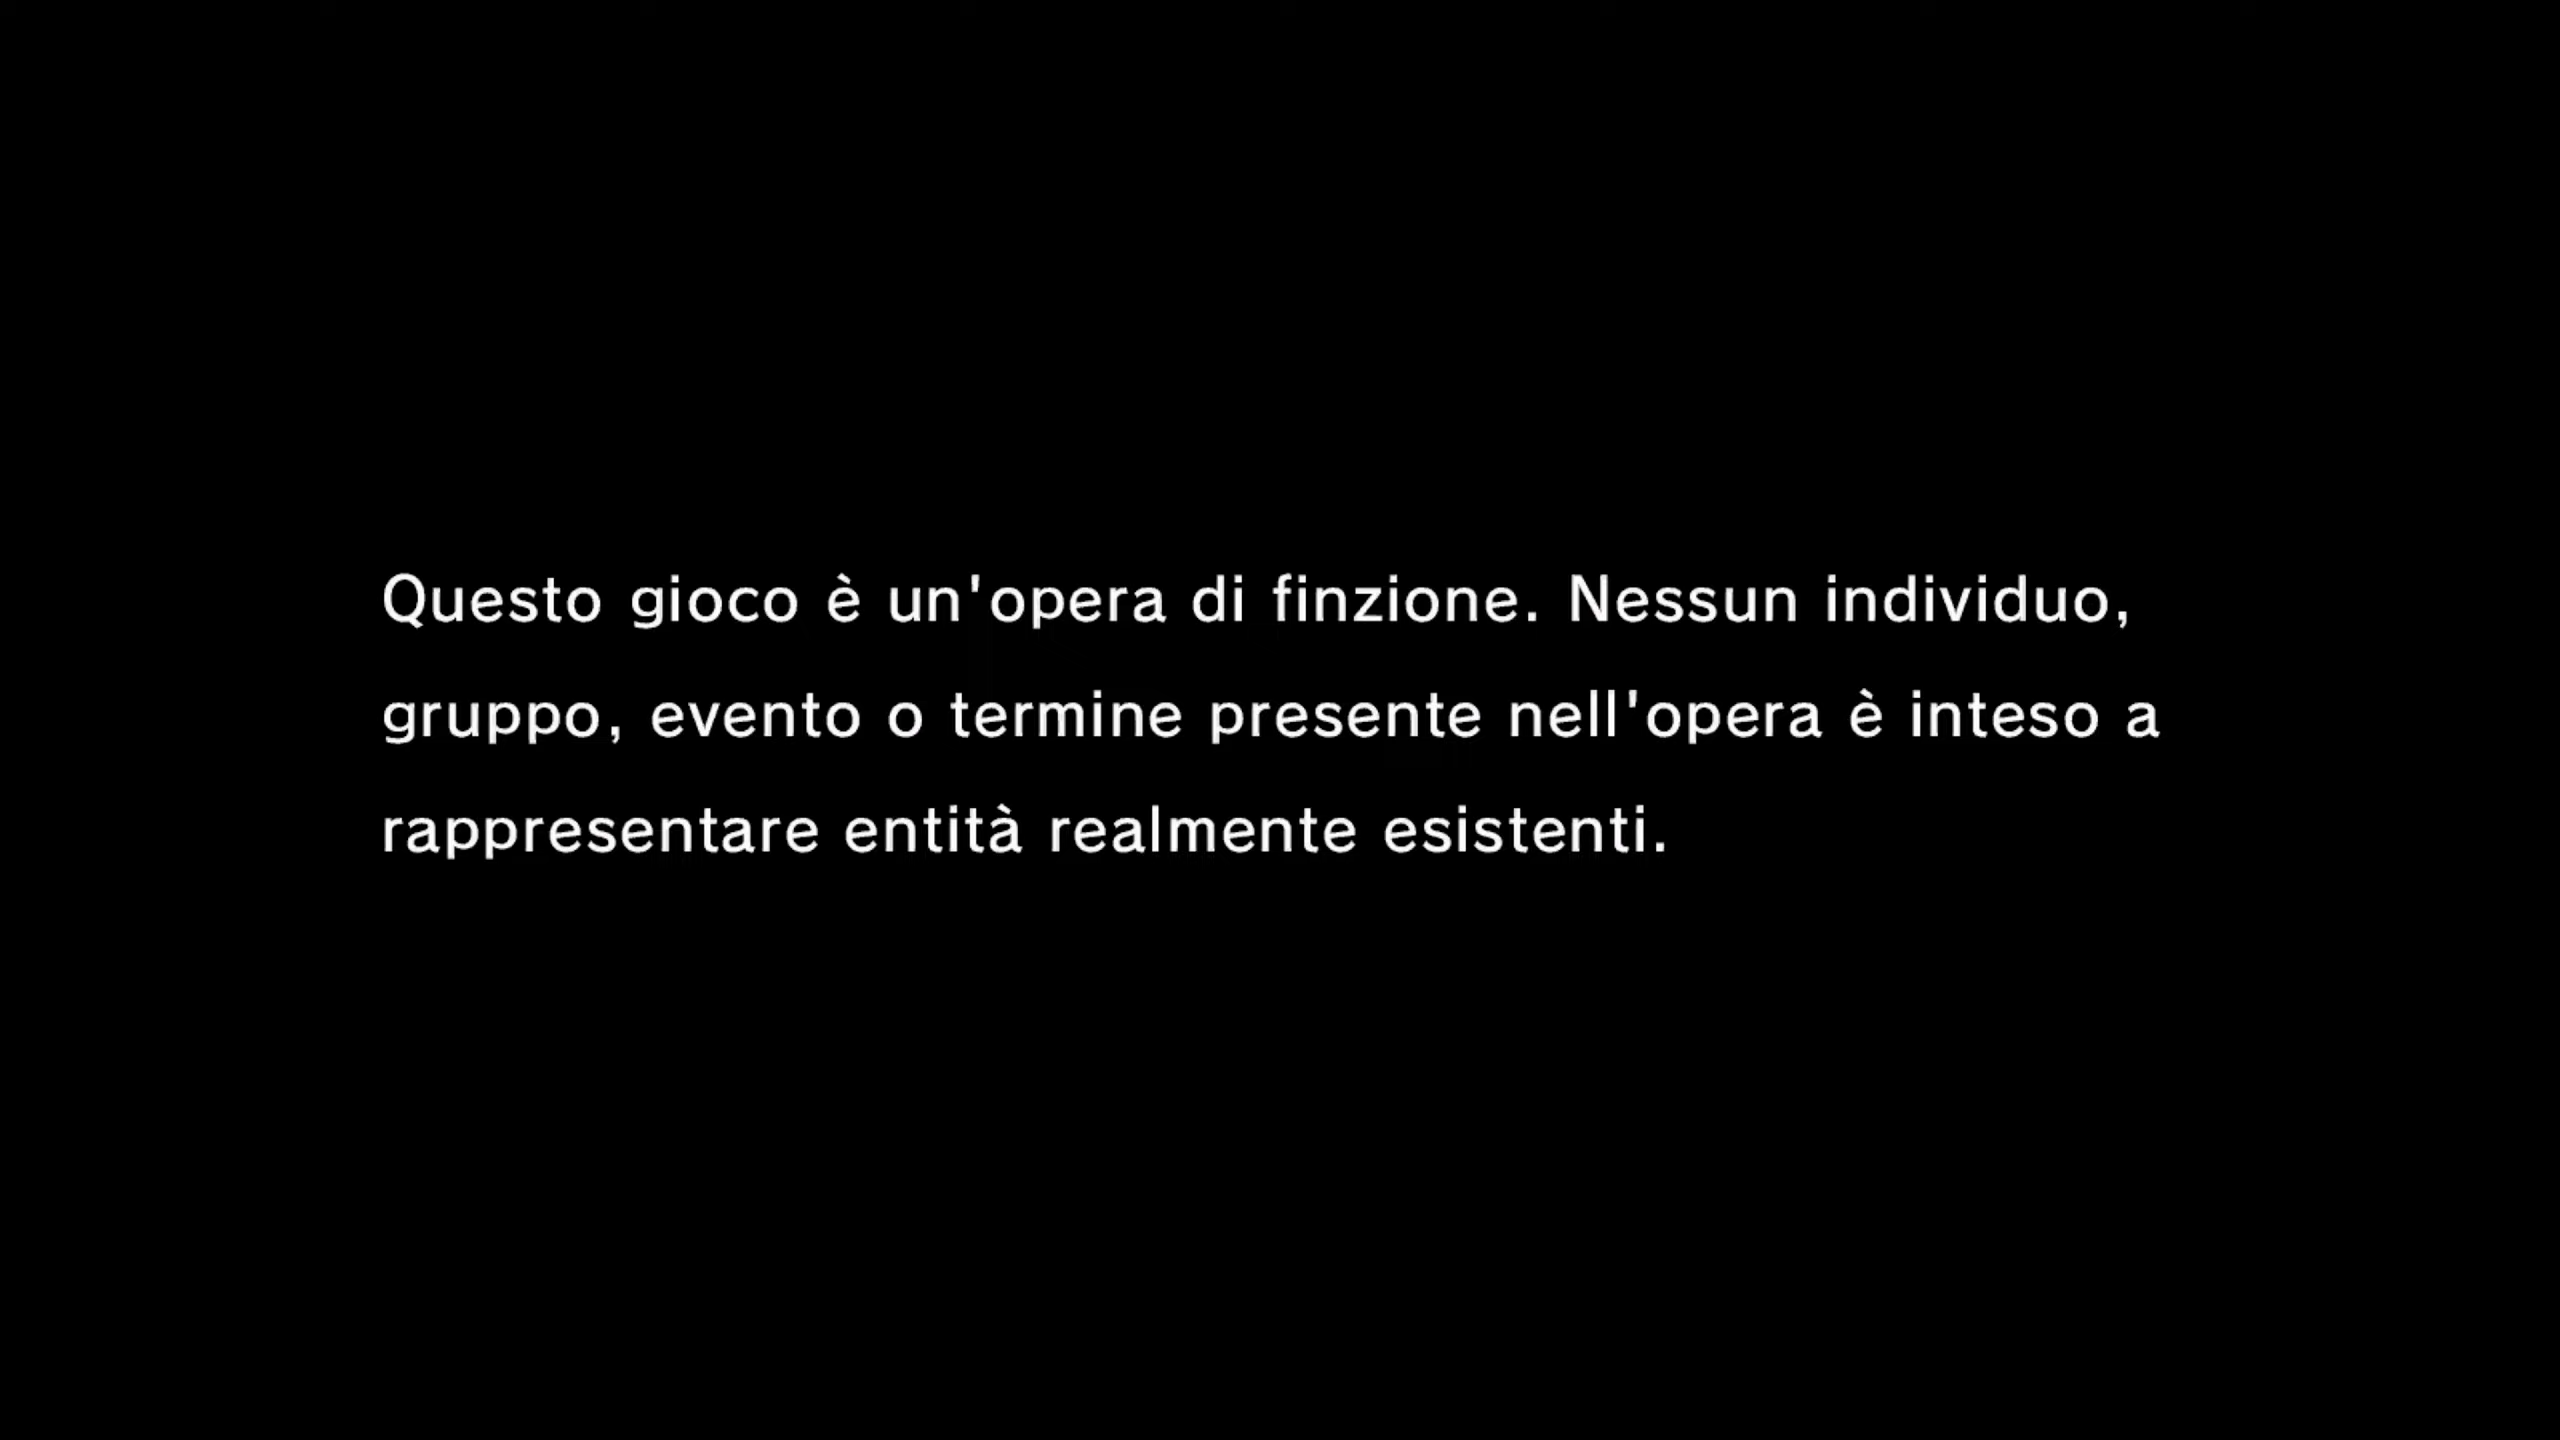 Questo gioco è un'opera di finzione. Nessun individuo,
gruppo, evento o termine presente nell'opera è inteso a
rappresentare entità realmente esistenti.